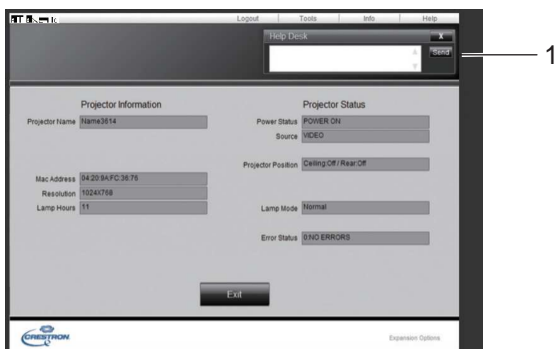 Logout Tools Info Help
Help Desk X
Send 1
Projector Information Projector Status
Projector Name Name3614 Power Status POWER ON
Source VIDEO
Projector Position Ceiling:Off / Rear:Off
Mac Address 04:20:9A:FC:36:76
Resolution 1024X768
Lamp Hours 11 Lamp Mode Normal
Error Status 0:NO ERRORS
Exit
CRESTRON Expansion Options